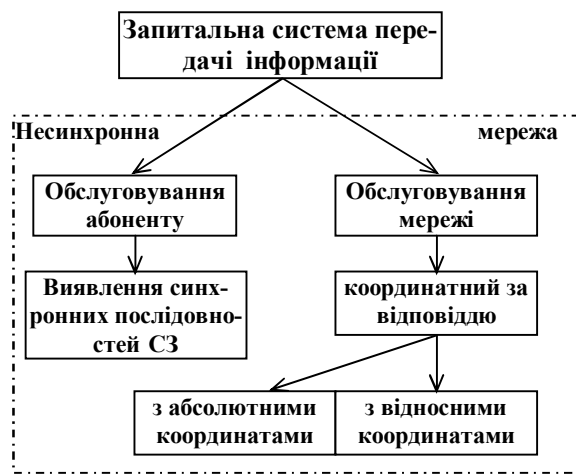 Запитальна система пере-
дачі інформації
Несинхронна мережа
Обслуговування
абоненту
Обслуговування
мережі
Виявлення синх-
ронних послідовно-
стей СЗ
координатний за
відповіддю
з абсолютними
координатами
з відносними
координатами